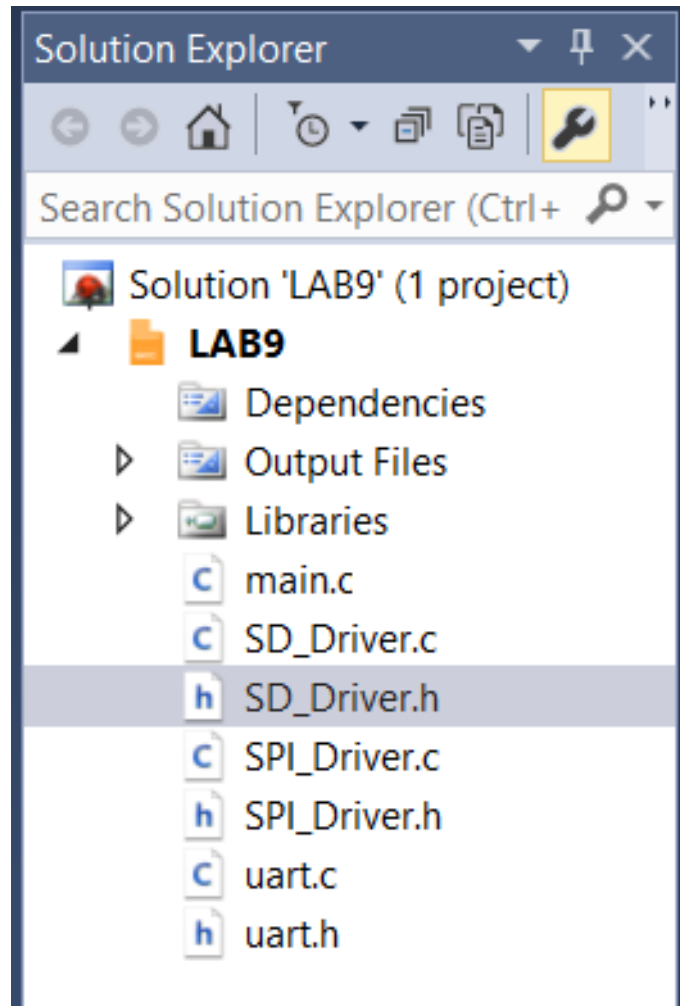 Solution Explorer
Search Solution Explorer (Ctrl+
Solution 'LAB9' (1 project)
LAB9
Dependencies
Output Files
Libraries
main.c
SD_Driver.c
SD_Driver.h
SPI_Driver.c
SPI_Driver.h
uart.c
uart.h